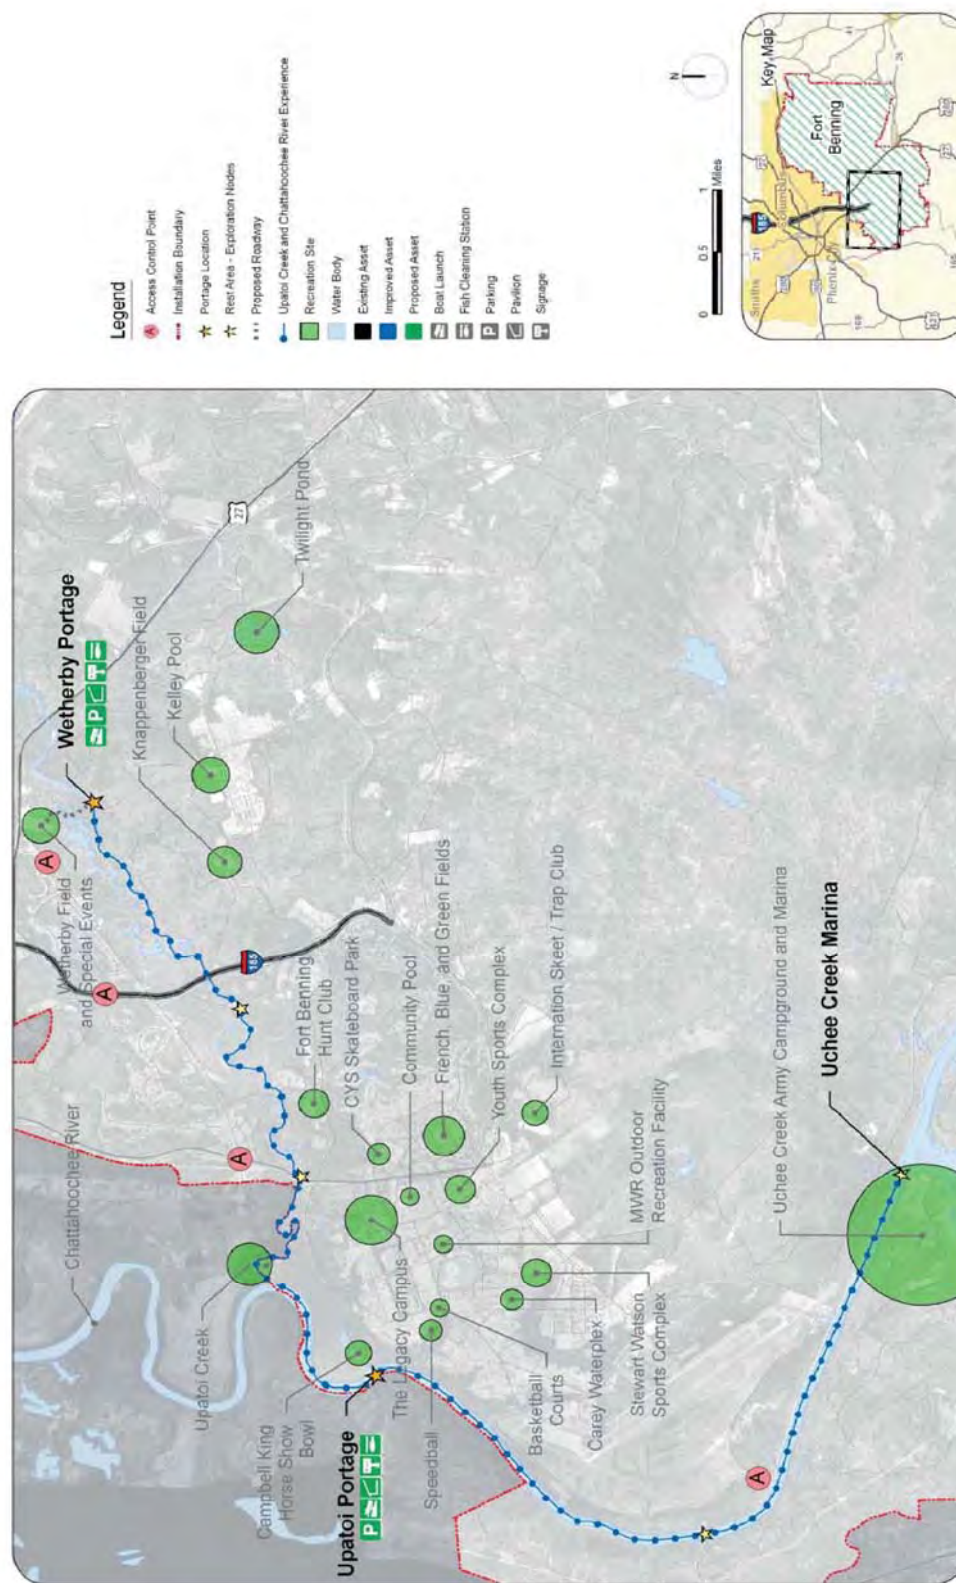 Legend
Access Control Point
Installation Boundary
Portage Location
Rest Area - Exploration Nodes
Proposed Roadway
Upatoi Creek and Chattahoochee River Experience
Recreation Site
Water Body
Existing Asset
Improved Asset
Proposed Asset
Boat Launch
Fish Cleaning Station
P Parking
Pavilion
Signage
N
0 0.5 1
Miles
Key Map
Fort
Benning
Columbus
Phenix City
Smiths
185
Wetherby Portage
P
Knappenberger Field
Kelley Pool
Twilight Pond
27
A
Wetherby Field
and Special Events
A
185
Chattahoochee River
A
Fort Benning
Hunt Club
CYS Skateboard Park
Community Pool
French, Blue, and Green Fields
Youth Sports Complex
Internation Skeet / Trap Club
MWR Outdoor
Recreation Facility
Upatoi Creek
Campbell King
Horse Show
Bowl
Upatoi Portage
P
The Legacy Campus
Speedball
Basketball
Courts
Carey Waterplex
Stewart Watson
Sports Complex
Uchee Creek Army Campground and Marina
Uchee Creek Marina
A